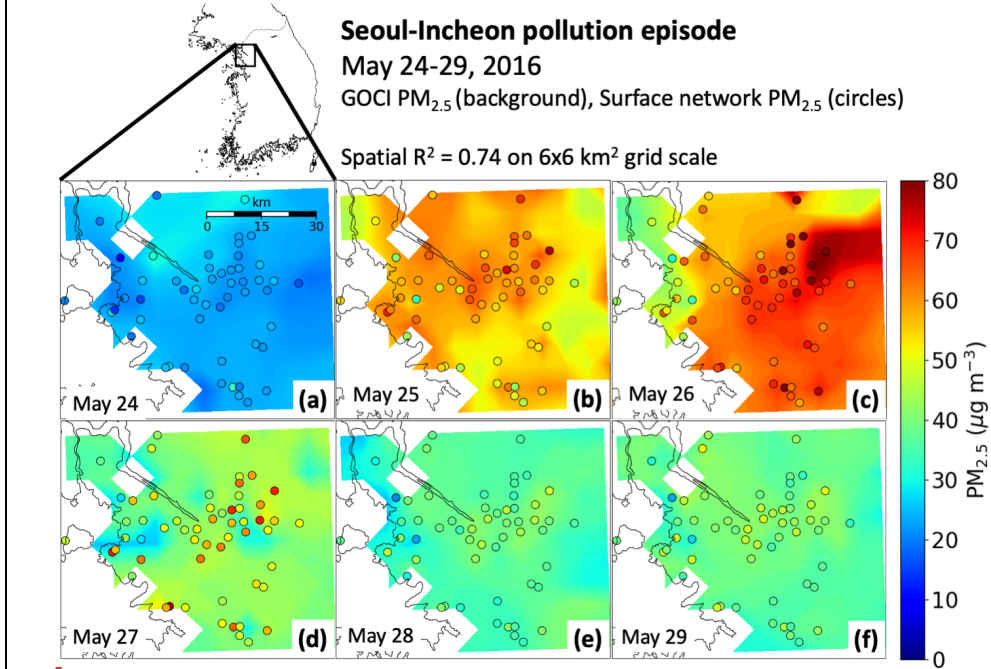 Seoul-Incheon pollution episode
May 24-29, 2016
GOCI PM₂.₅ (background), Surface network PM₂.₅ (circles)
Spatial R² = 0.74 on 6x6 km² grid scale
km
0 15 30
May 24 (a)
May 25 (b)
May 26 (c)
May 27 (d)
May 28 (e)
May 29 (f)
80
70
60
50
40
30
20
10
0
PM₂.₅ (μg m⁻³)